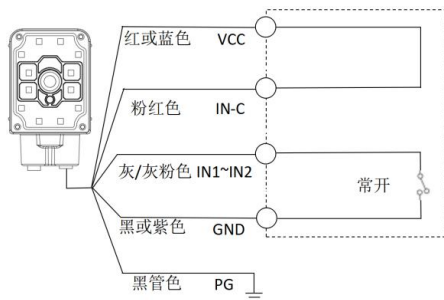 红或蓝色 VCC
粉红色 IN-C
灰/灰粉色 IN1~IN2
常开
黑或紫色 GND
黑管色 PG